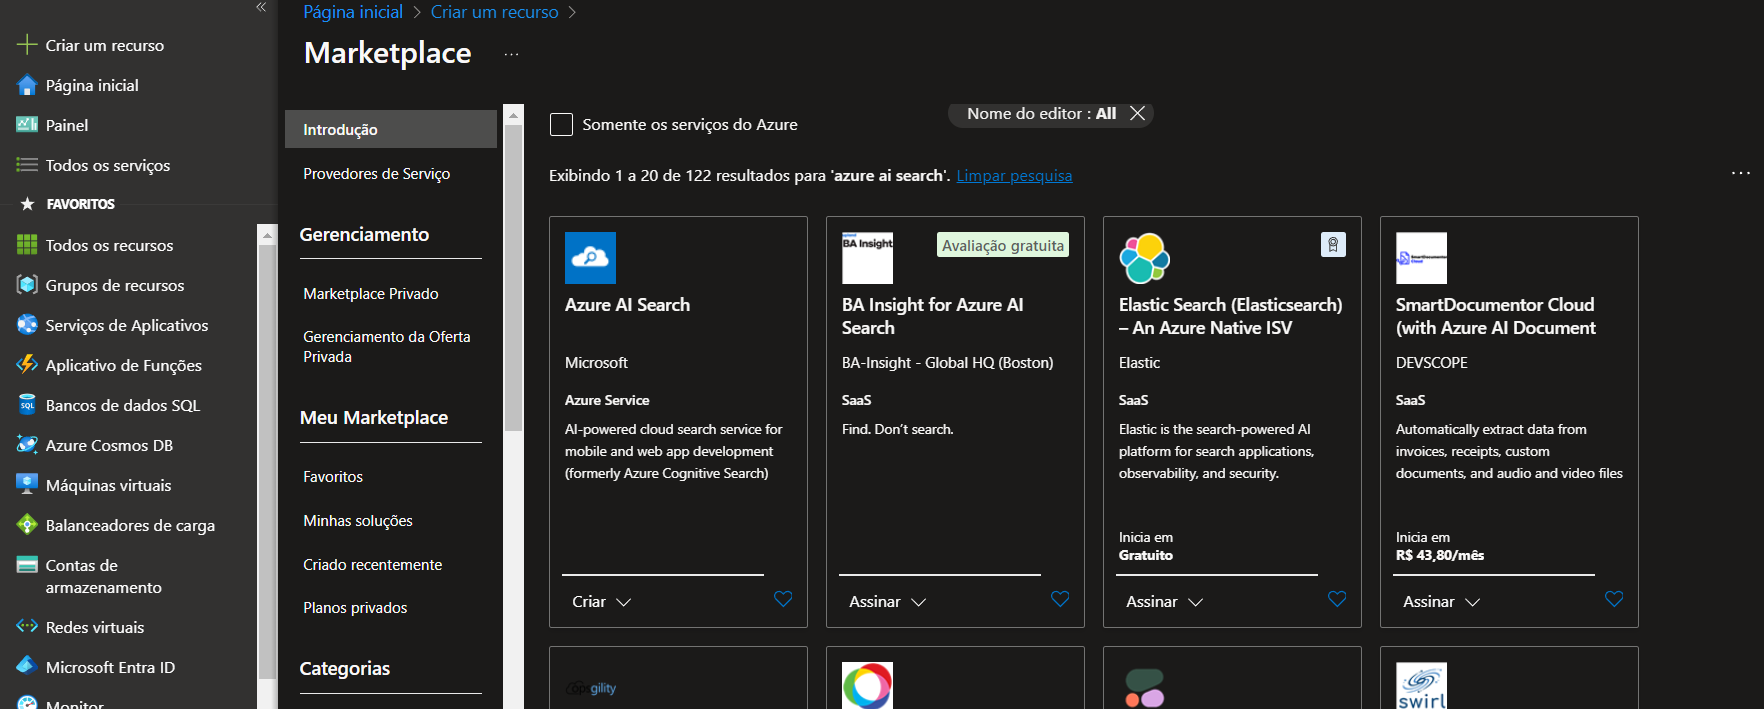 «
Criar um recurso
Página inicial
Painel
Todos os serviços
FAVORITOS
Todos os recursos
Grupos de recursos
Serviços de Aplicativos
Aplicativo de Funções
SQL
Bancos de dados SQL
Azure Cosmos DB
Máquinas virtuais
Balanceadores de carga
Contas de
armazenamento
Redes virtuais
Microsoft Entra ID
Monitor
Página inicial > Criar um recurso >
Marketplace ...
Introdução
Provedores de Serviço
Gerenciamento
Marketplace Privado
Gerenciamento da Oferta
Privada
Meu Marketplace
Favoritos
Minhas soluções
Criado recentemente
Planos privados
Categorias
Somente os serviços do Azure
Nome do editor : All
Exibindo 1 a 20 de 122 resultados para 'azure ai search'. Limpar pesquisa
...
Azure AI Search
Microsoft
Azure Service
AI-powered cloud search service for
mobile and web app development
(formerly Azure Cognitive Search)
Criar
BA Insight
Avaliação gratuita
BA Insight for Azure AI
Search
BA-Insight - Global HQ (Boston)
SaaS
Find. Don’t search.
Assinar
Elastic Search (Elasticsearch)
– An Azure Native ISV
Elastic
SaaS
Elastic is the search-powered AI
platform for search applications,
observability, and security.
Inicia em
Gratuito
Assinar
SmartDocumentor
Cloud
SmartDocumentor Cloud
(with Azure AI Document
DEVSCOPE
SaaS
Automatically extract data from
invoices, receipts, custom
documents, and audio and video files
Inicia em
R$ 43,80/mês
Assinar
opsgility
swirl